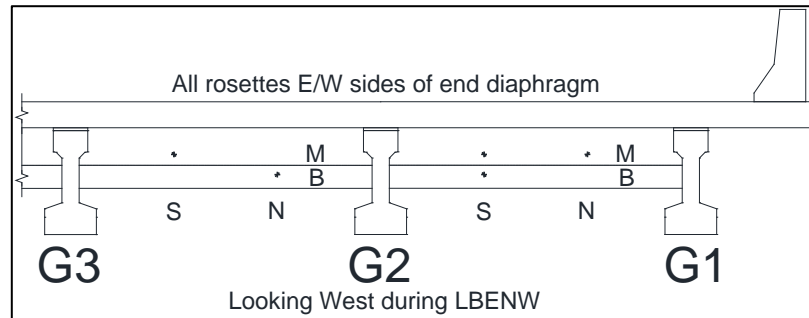 All rosettes E/W sides of end diaphragm
M M
B B
S N S N
G3 G2 G1
Looking West during LBENW